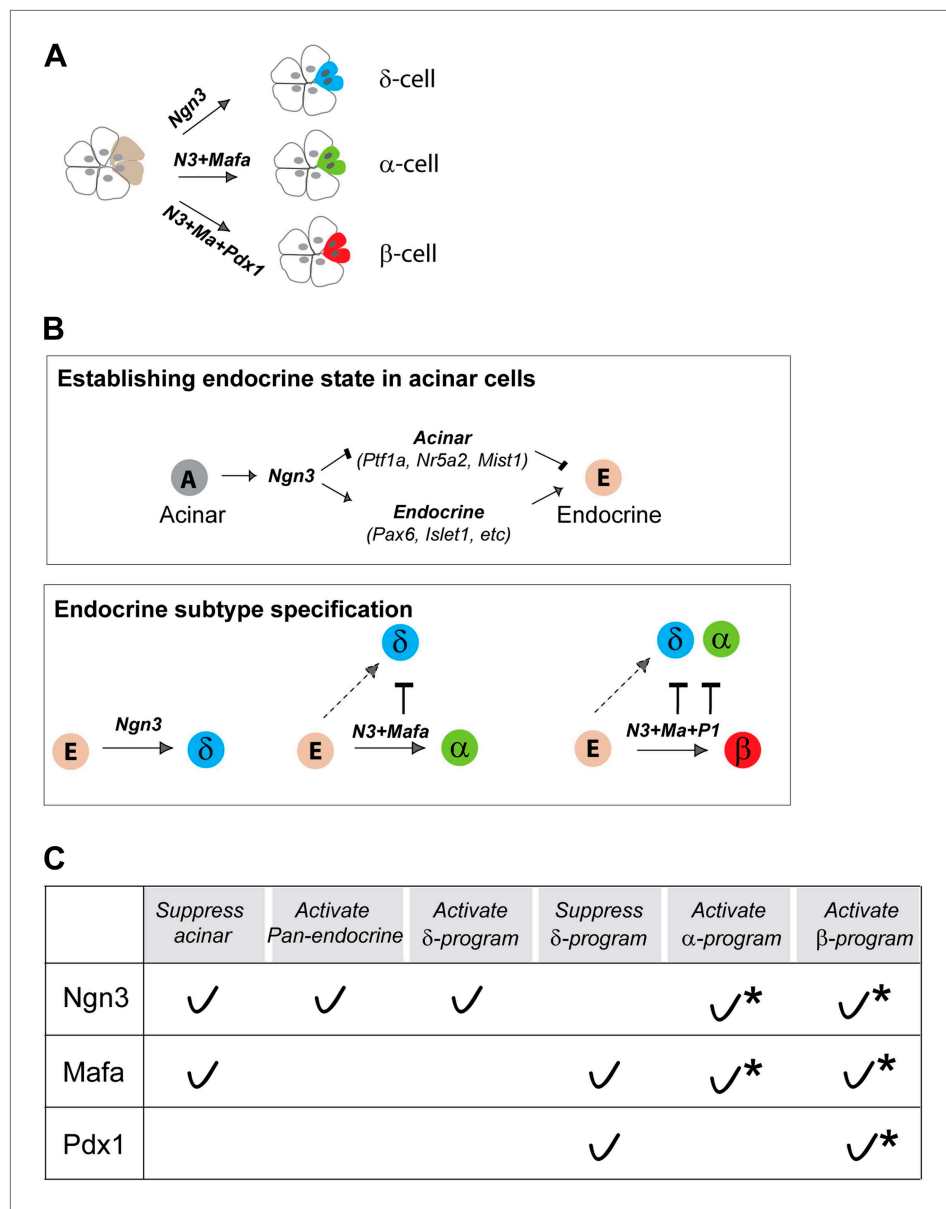 A
Ngn3
δ-cell
N3+Mafa
α-cell
N3+Ma+Pdx1
β-cell
B
Establishing endocrine state in acinar cells
Acinar
(Ptf1a, Nr5a2, Mist1)
A
Ngn3
E
Acinar
Endocrine
Endocrine
(Pax6, Islet1, etc)
Endocrine subtype specification
δ
δ α
Ngn3
N3+Mafa
N3+Ma+P1
E
δ
E
α
E
β
C
Suppress
acinar
Activate
Pan-endocrine
Activate
δ-program
Suppress
δ-program
Activate
α-program
Activate
β-program
Ngn3 ✓ ✓ ✓ ✓* ✓*
Mafa ✓ ✓ ✓* ✓*
Pdx1 ✓ ✓*